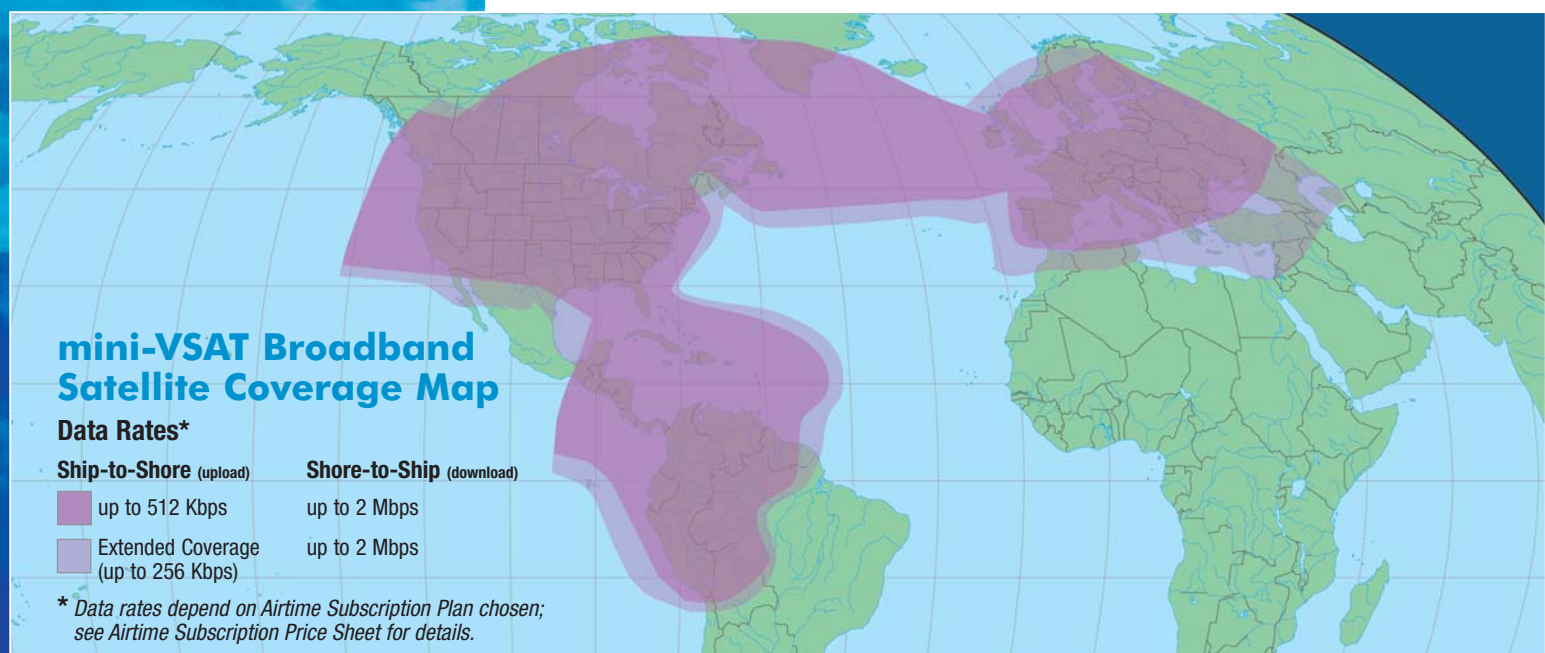 mini-VSAT Broadband
Satellite Coverage Map
Data Rates*
Ship-to-Shore (upload) Shore-to-Ship (download)
up to 512 Kbps up to 2 Mbps
Extended Coverage up to 2 Mbps
(up to 256 Kbps)
* Data rates depend on Airtime Subscription Plan chosen;
see Airtime Subscription Price Sheet for details.